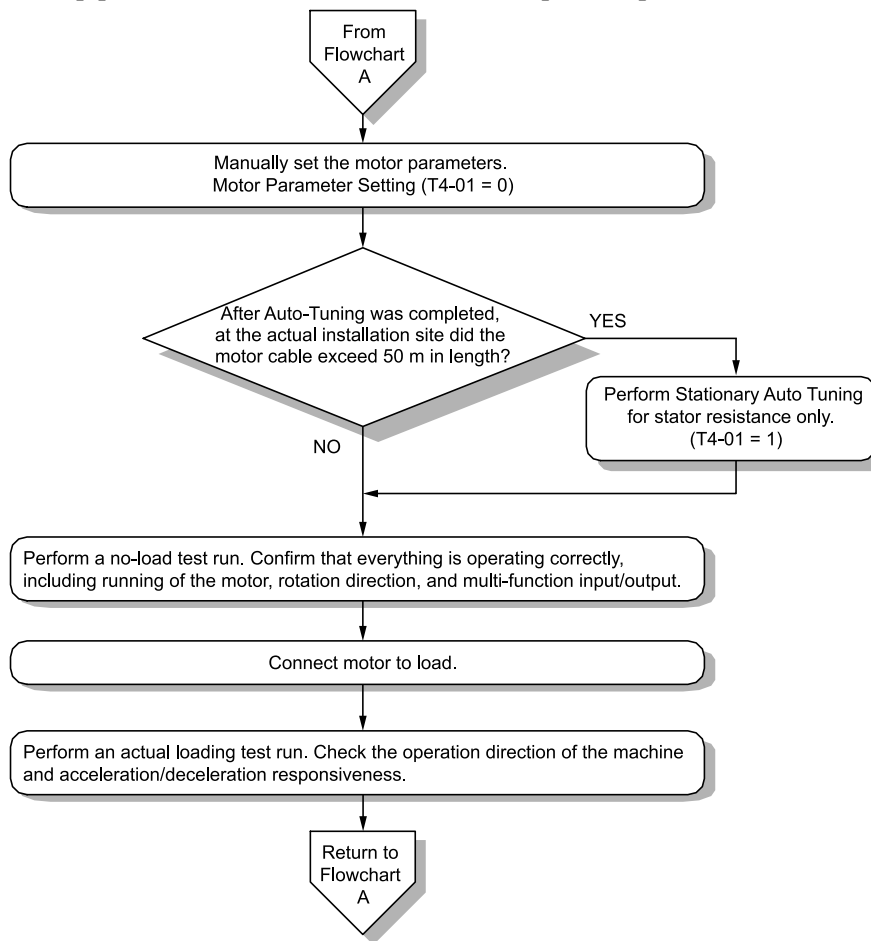 From
Flowchart
A
Manually set the motor parameters.
Motor Parameter Setting (T4-01 = 0)
After Auto-Tuning was completed,
at the actual installation site did the
motor cable exceed 50 m in length?
YES
Perform Stationary Auto Tuning
for stator resistance only.
(T4-01 = 1)
NO
Perform a no-load test run. Confirm that everything is operating correctly,
including running of the motor, rotation direction, and multi-function input/output.
Connect motor to load.
Perform an actual loading test run. Check the operation direction of the machine
and acceleration/deceleration responsiveness.
Return to
Flowchart
A